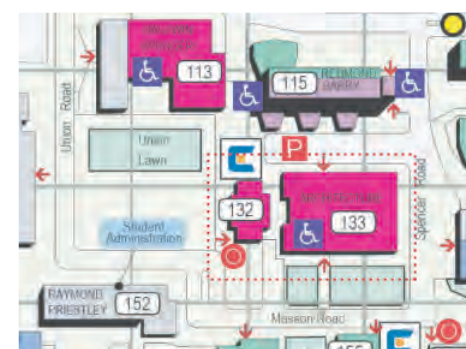 113
REDMOND
BARRY
115
Union
Road
Union
Lawn
P
132
133
Spencer
Road
Student
Administration
RAYMOND
PRIESTLEY
152
Masson Road